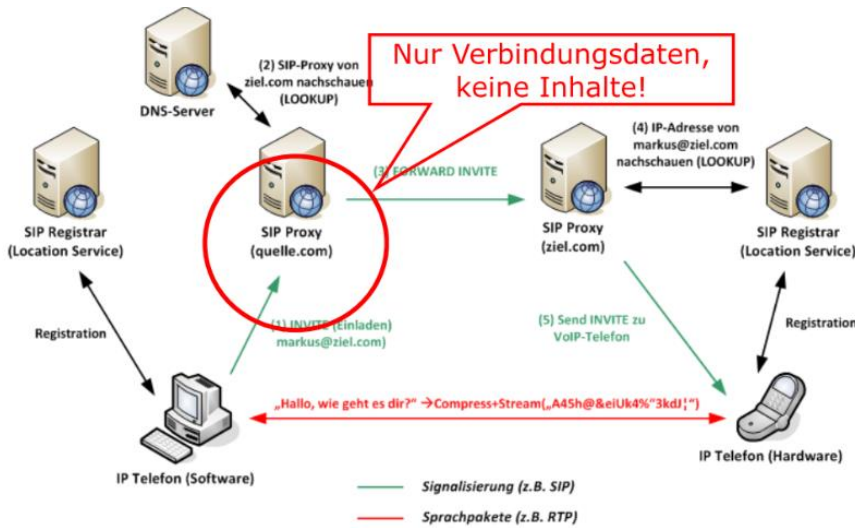 Nur Verbindungsdaten,
keine Inhalte!
(2) SIP-Proxy von
ziel.com nachschauen
(LOOKUP)
DNS-Server
(4) IP-Adresse von
markus@ziel.com
nachschauen (LOOKUP)
(3) FORWARD INVITE
SIP Registrar
(Location Service)
SIP Proxy
(quelle.com)
SIP Proxy
(ziel.com)
SIP Registrar
(Location Service)
Registration
(1) INVITE (Einladen)
markus@ziel.com)
(5) Send INVITE zu
VoIP-Telefon
Registration
„Hallo, wie geht es dir?“ →Compress+Stream(„A45h@&eiUk4%“3kdJ¦“)
IP Telefon (Software)
IP Telefon (Hardware)
Signalisierung (z.B. SIP)
Sprachpakete (z.B. RTP)